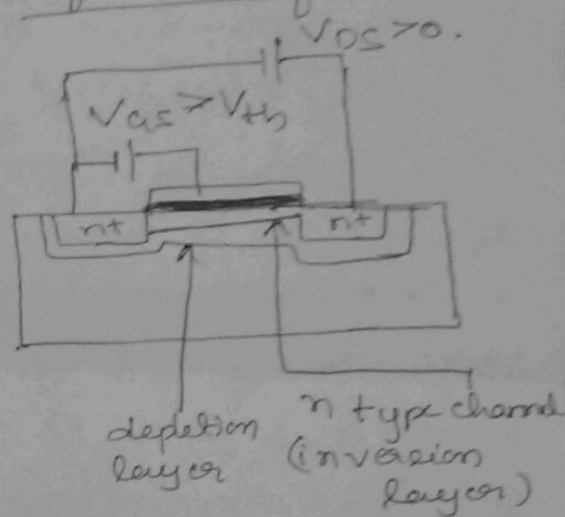 VDS>0.
VGS>Vth
n+
n+
depletion
layer
n type channel
(inversion
layer)